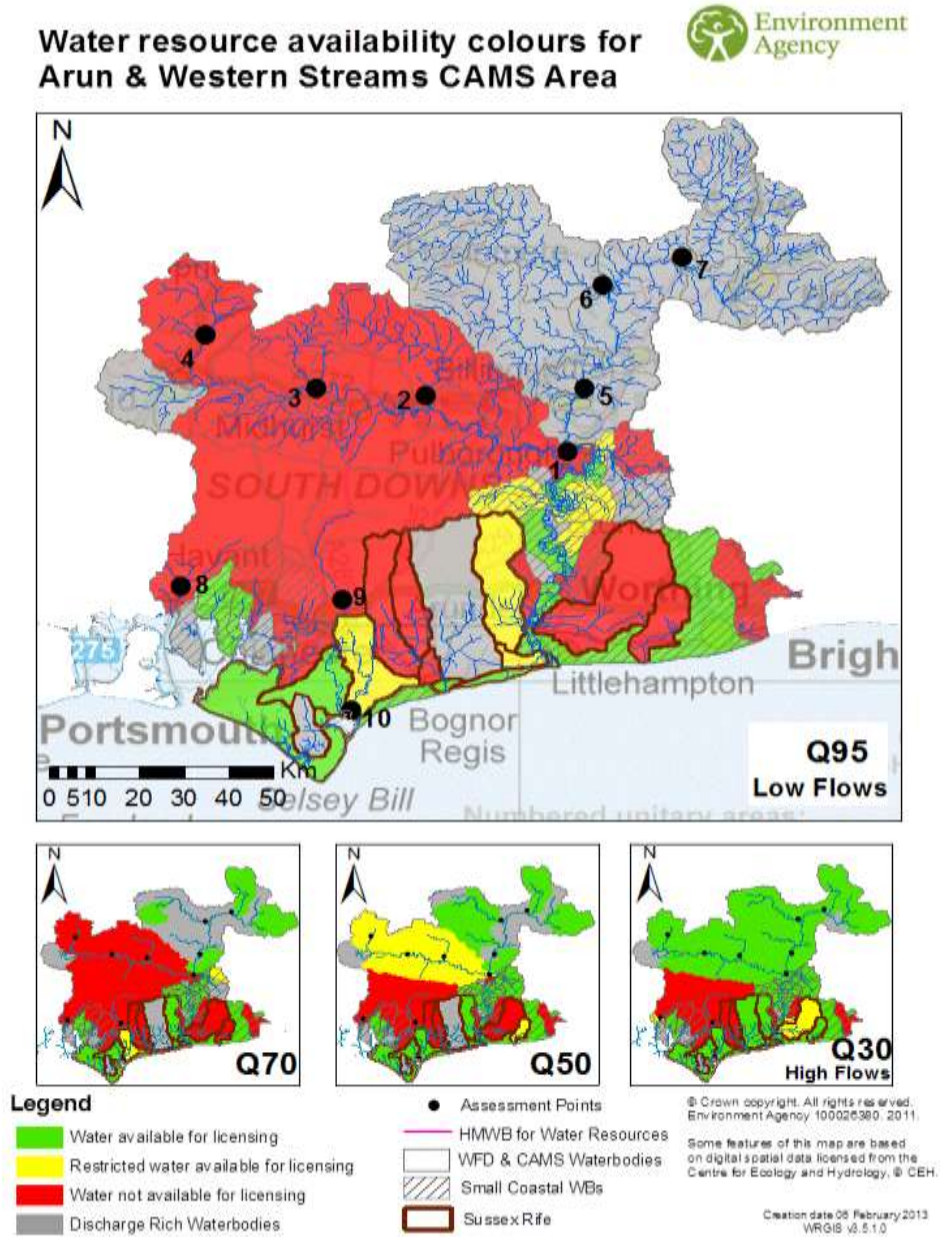 Water resource availability colours for
Arun & Western Streams CAMS Area
Environment
Agency
N
7
6
4
3
2
5
Midhurst
Pulborough
1
SOUTH DOWNS
Havant
8
9
Worthing
275
Brigh
Littlehampton
Portsmouth
10
Bognor
Regis
Q95
Low Flows
Km
0 5 10 20 30 40 50
elsey Bill
Numbered unitary areas:
N
N
N
Q70
Q50
Q30
High Flows
Legend
Water available for licensing
Restricted water available for licensing
Water not available for licensing
Discharge Rich Waterbodies
Assessment Points
HMWB for Water Resources
WFD & CAMS Waterbodies
Small Coastal WBs
Sussex Rife
© Crown copyright. All rights reserved.
Environment Agency 100026380. 2011.
Some features of this map are based
on digital spatial data licensed from the
Centre for Ecology and Hydrology, © CEH.
Creation date 06 February 2013
WRGIS v3.5.1.0